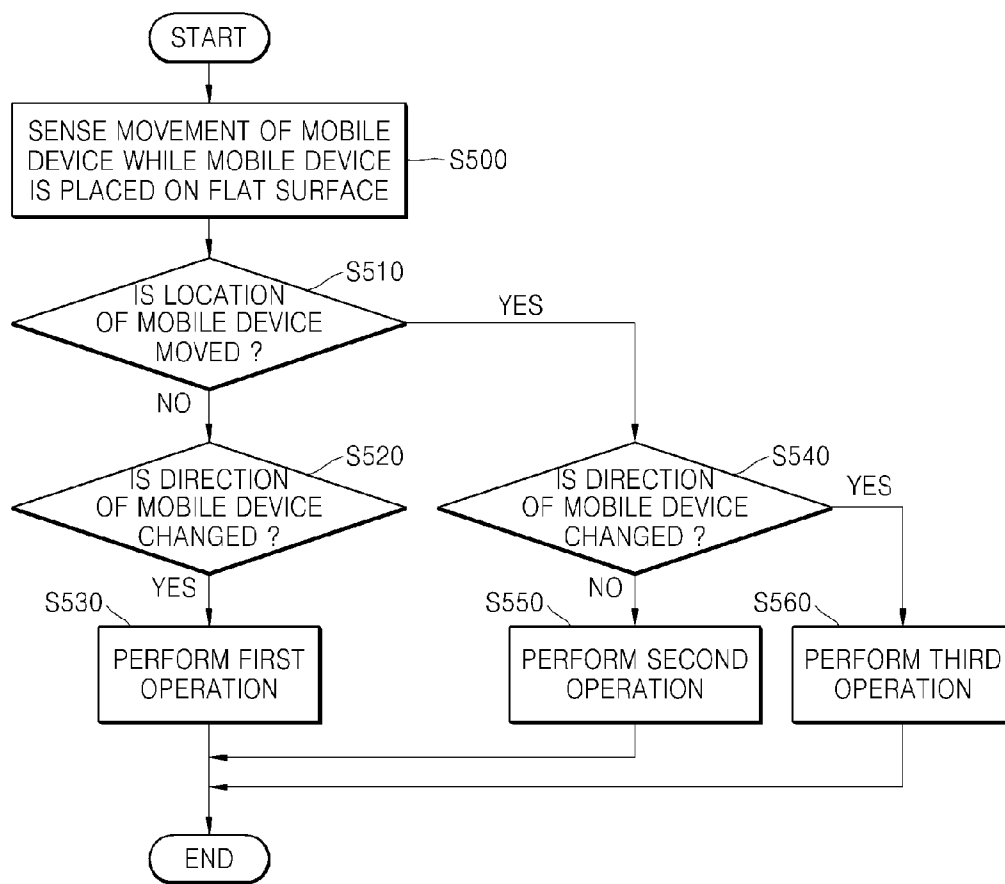 START
SENSE MOVEMENT OF MOBILE
DEVICE WHILE MOBILE DEVICE
IS PLACED ON FLAT SURFACE
S500
S510
IS LOCATION
OF MOBILE DEVICE
MOVED ?
YES
NO
S520
IS DIRECTION
OF MOBILE DEVICE
CHANGED ?
YES
S540
IS DIRECTION
OF MOBILE DEVICE
CHANGED ?
YES
NO
S530
PERFORM FIRST
OPERATION
S550
PERFORM SECOND
OPERATION
S560
PERFORM THIRD
OPERATION
END